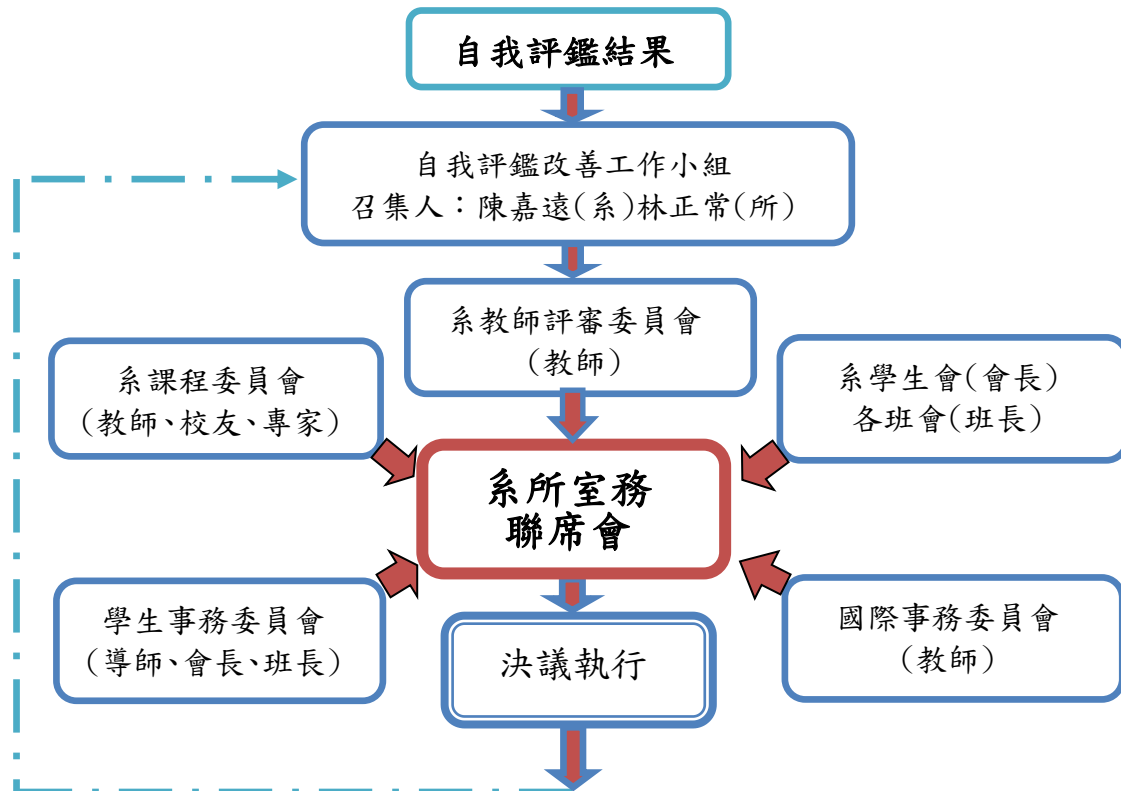 自我評鑑結果
自我評鑑改善工作小組
召集人：陳嘉遠(系)林正常(所)
系教師評審委員會
(教師)
系課程委員會
(教師、校友、專家)
系學生會(會長)
各班會(班長)
系所室務
聯席會
學生事務委員會
(導師、會長、班長)
決議執行
國際事務委員會
(教師)